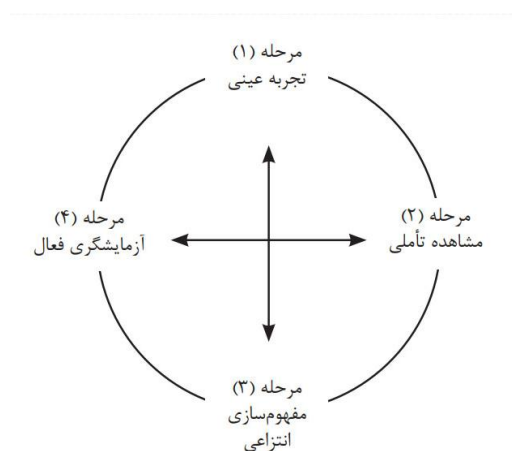 مرحله (۱)
تجربه عینی
مرحله (۲)
مشاهده تأملی
مرحله (۳)
مفهوم‌سازی
انتزاعی
مرحله (۴)
آزمایشگری فعال